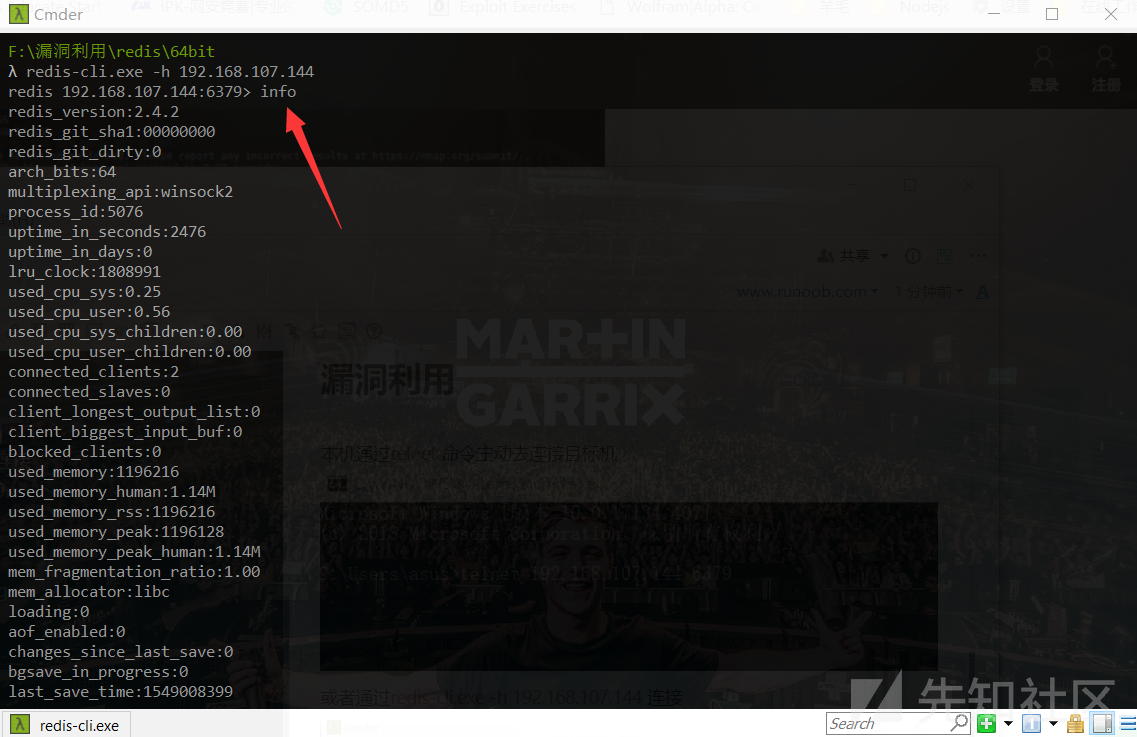 Cmder
F:\漏洞利用\redis\64bit
λ redis-cli.exe -h 192.168.107.144
redis 192.168.107.144:6379> info
redis_version:2.4.2
redis_git_sha1:00000000
redis_git_dirty:0
arch_bits:64
multiplexing_api:winsock2
process_id:5076
uptime_in_seconds:2476
uptime_in_days:0
lru_clock:1808991
used_cpu_sys:0.25
used_cpu_user:0.56
used_cpu_sys_children:0.00
used_cpu_user_children:0.00
connected_clients:2
connected_slaves:0
client_longest_output_list:0
client_biggest_input_buf:0
blocked_clients:0
used_memory:1196216
used_memory_human:1.14M
used_memory_rss:1196216
used_memory_peak:1196128
used_memory_peak_human:1.14M
mem_fragmentation_ratio:1.00
mem_allocator:libc
loading:0
aof_enabled:0
changes_since_last_save:0
bgsave_in_progress:0
last_save_time:1549008399
登录 注册
共享
www.runoob.com 1 分钟前
MARTIN
GARRIX
漏洞利用
或者通过redis-cli.exe -h 192.168.107.144 连接
先知社区
redis-cli.exe
Search